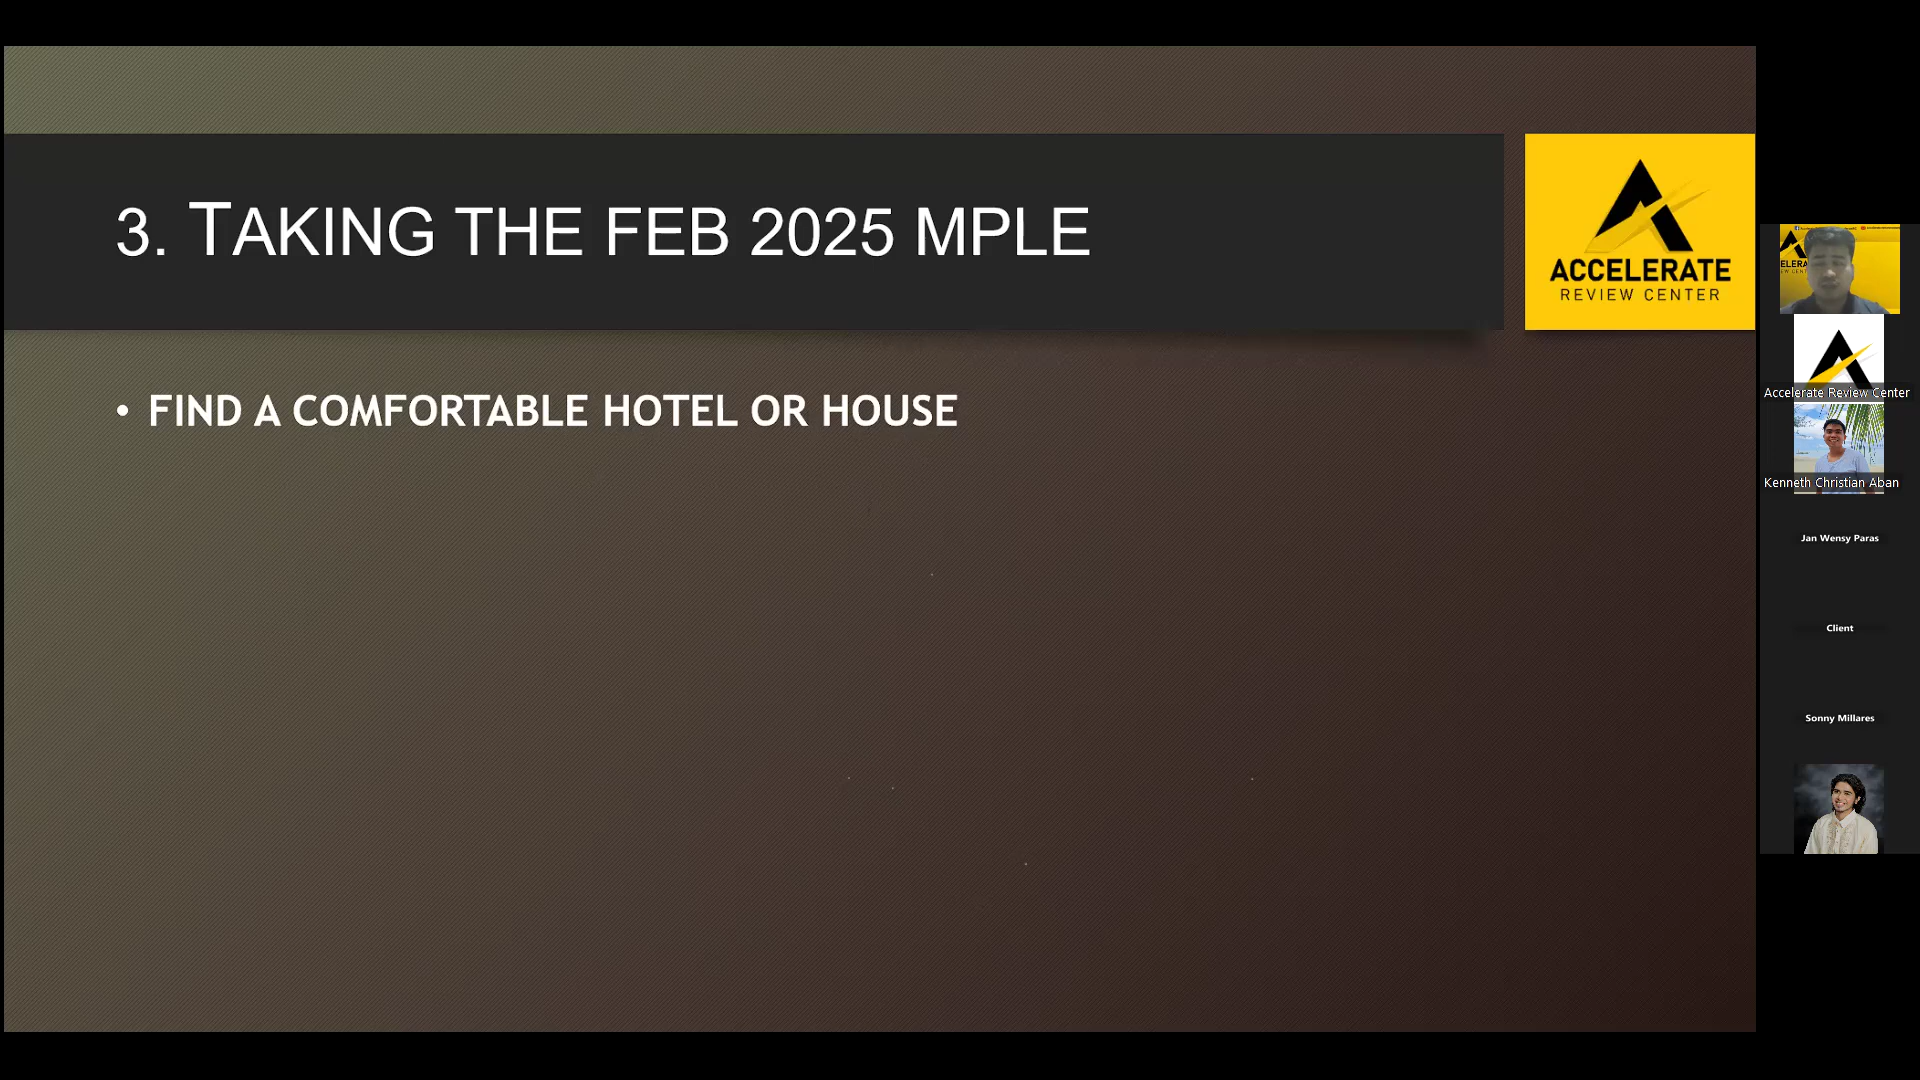 3. TAKING THE FEB 2025 MPLE
ACCELERATE
REVIEW CENTER
• FIND A COMFORTABLE HOTEL OR HOUSE
Accelerate Review Center
Kenneth Christian Aban
Jan Wensy Paras
Client
Sonny Millares